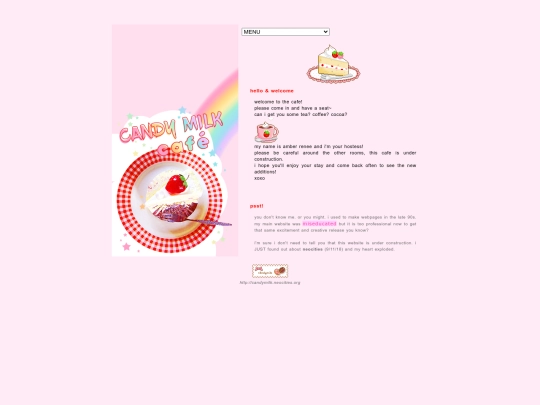 MENU
CANDY MILK
café
hello & welcome
welcome to the cafe!
please come in and have a seat~
can i get you some tea? coffee? cocoa?
my name is amber renee and I'm your hostess!
please be careful around the other rooms, this cafe is under
construction.
i hope you'll enjoy your stay and come back often to see the new
additions!
xoxo
psst!
you don't know me, or you might. i used to make webpages in the late 90s.
my main website was
but it is too professional now to get
that same excitement and creative release you know?
i'm sure i don't need to tell you that this website is under construction. I
JUST found out about neocities (8/11/18) and my heart exploded.
http://candymilk.neocities.org